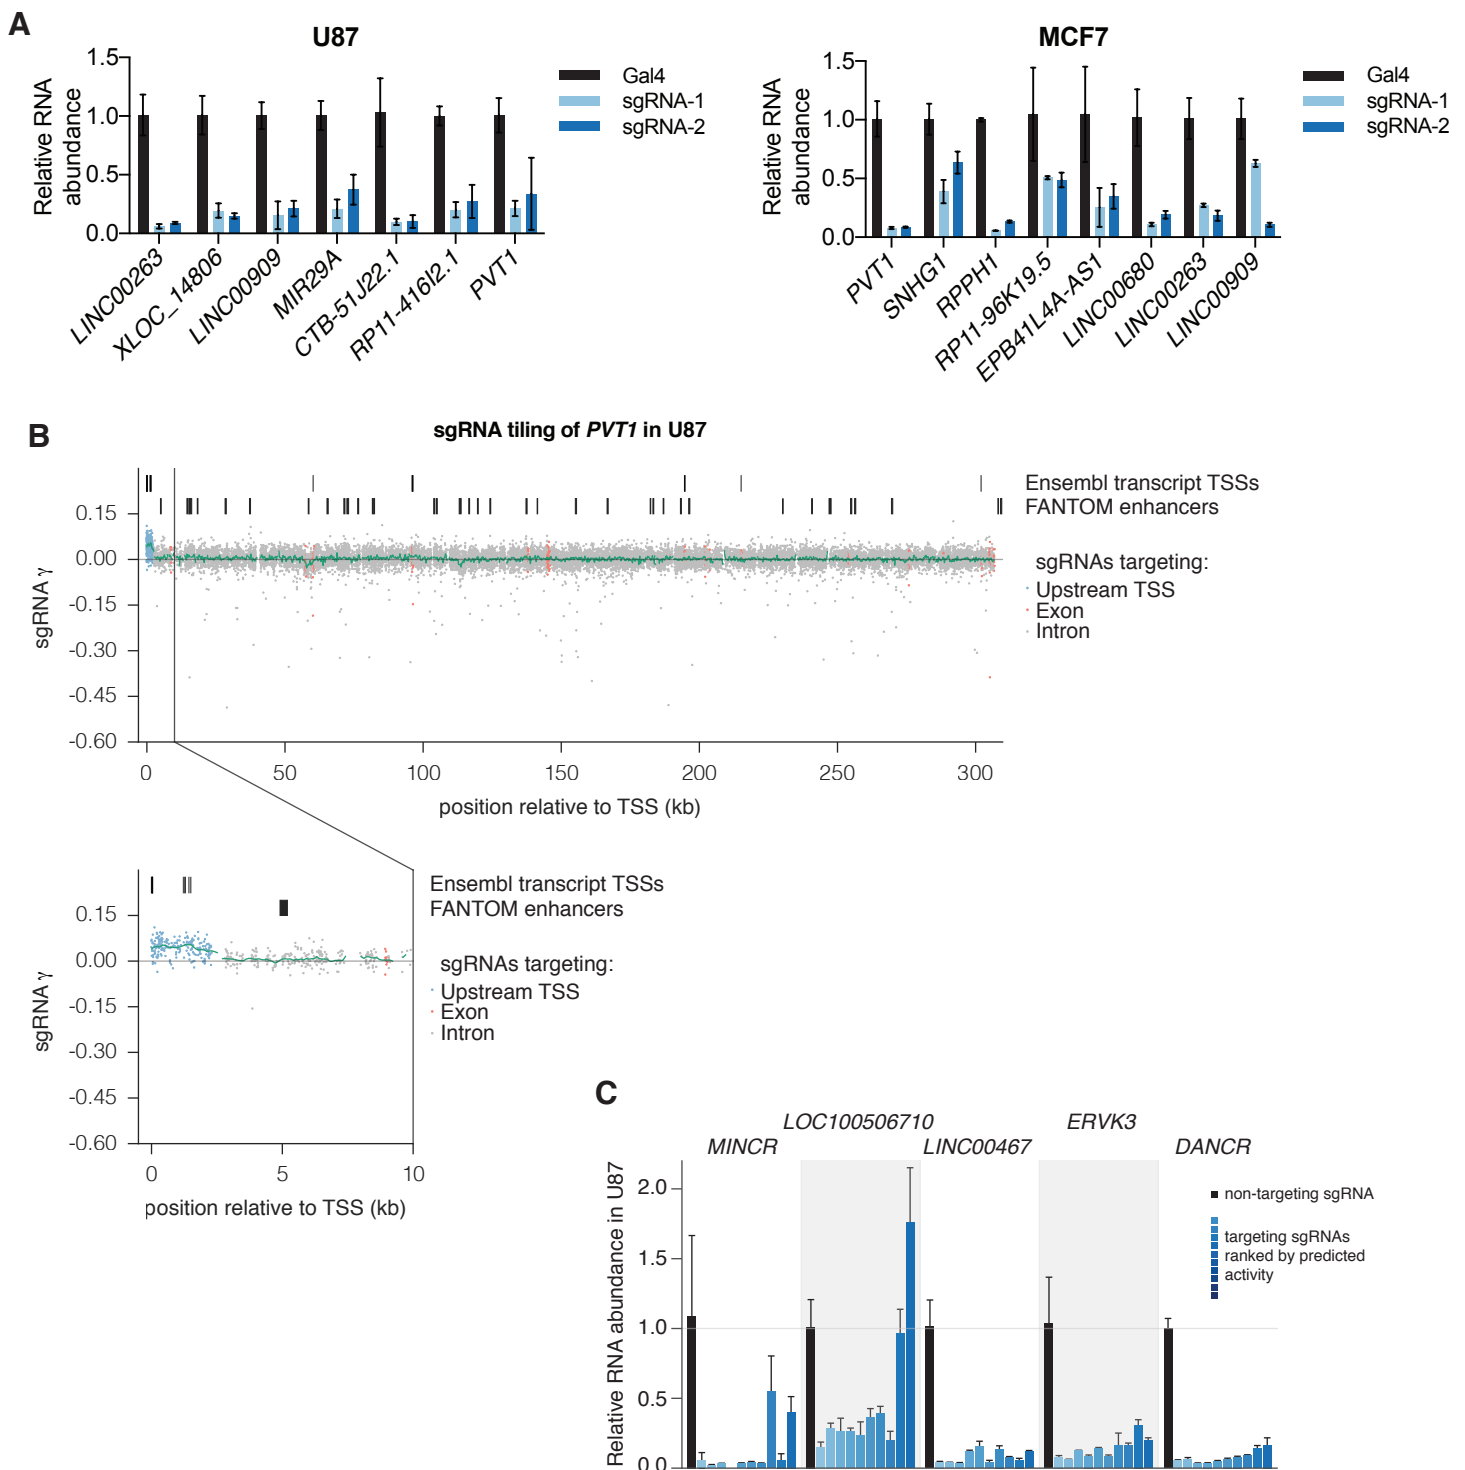 A
U87
1.5
1.0
0.5
0.0
Relative RNA
abundance
Gal4
sgRNA-1
sgRNA-2
LINC00263
XLOC_14806
LINC00909
MIR29A
CTB-51J22.1
RP11-416I2.1
PVT1
MCF7
1.5
1.0
0.5
0.0
Relative RNA
abundance
Gal4
sgRNA-1
sgRNA-2
PVT1
SNHG1
RPPH1
RP11-96K19.5
EPB41L4A-AS1
LINC00680
LINC00263
LINC00909
B
sgRNA tiling of PVT1 in U87
Ensembl transcript TSSs
FANTOM enhancers
0.15
0.00
-0.15
-0.30
-0.45
-0.60
sgRNA γ
sgRNAs targeting:
Upstream TSS
Exon
Intron
0 50 100 150 200 250 300
position relative to TSS (kb)
Ensembl transcript TSSs
FANTOM enhancers
0.15
0.00
-0.15
-0.30
-0.45
-0.60
sgRNA γ
sgRNAs targeting:
Upstream TSS
Exon
Intron
0 5 10
position relative to TSS (kb)
C
LOC100506710 ERVK3
MINCR LINC00467 DANCR
Relative RNA abundance in U87
2.0
1.5
1.0
0.5
0.0
non-targeting sgRNA
targeting sgRNAs
ranked by predicted
activity